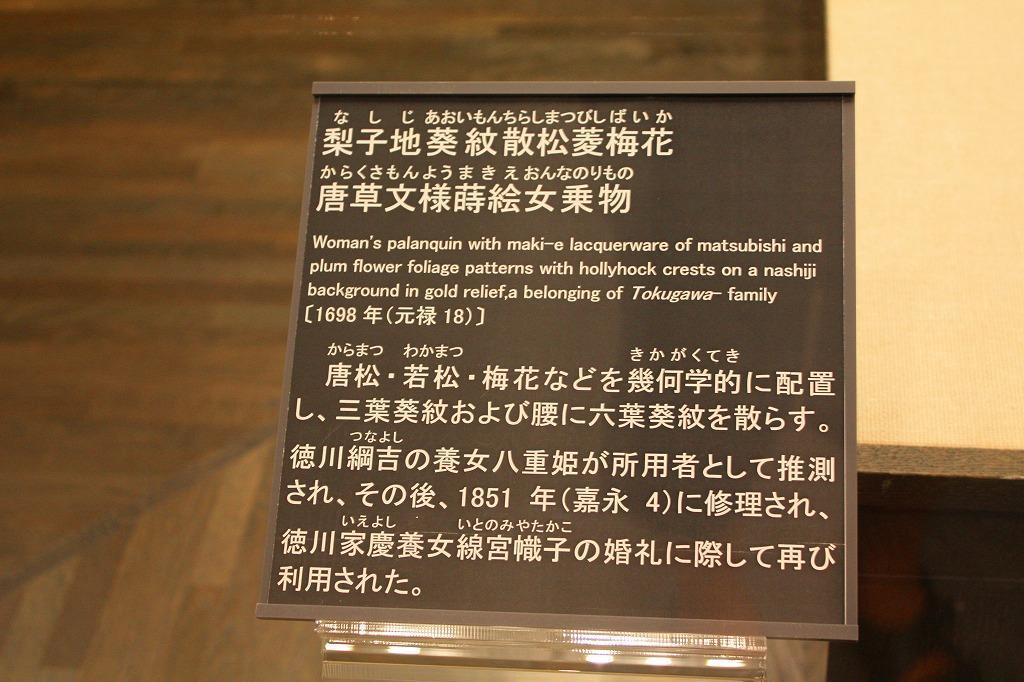 なしじ あおいもんちらしまつびしばいか
梨子地葵紋散松菱梅花
からくさもんようまきえおんなのりもの
唐草文様蒔絵女乗物
Woman's palanquin with maki-e lacquerware of matsubishi and
plum flower foliage patterns with hollyhock crests on a nashiji
background in gold relief,a belonging of Tokugawa- family
〔1698 年(元禄 18)〕
からまつ わかまつ きかがくてき
唐松・若松・梅花などを幾何学的に配置
し、三葉葵紋および腰に六葉葵紋を散らす。
つなよし
徳川綱吉の養女八重姫が所用者として推測
され、その後、1851 年(嘉永 4)に修理され、
いえよし いとのみやたかこ
徳川家慶養女線宮幟子の婚礼に際して再び
利用された。